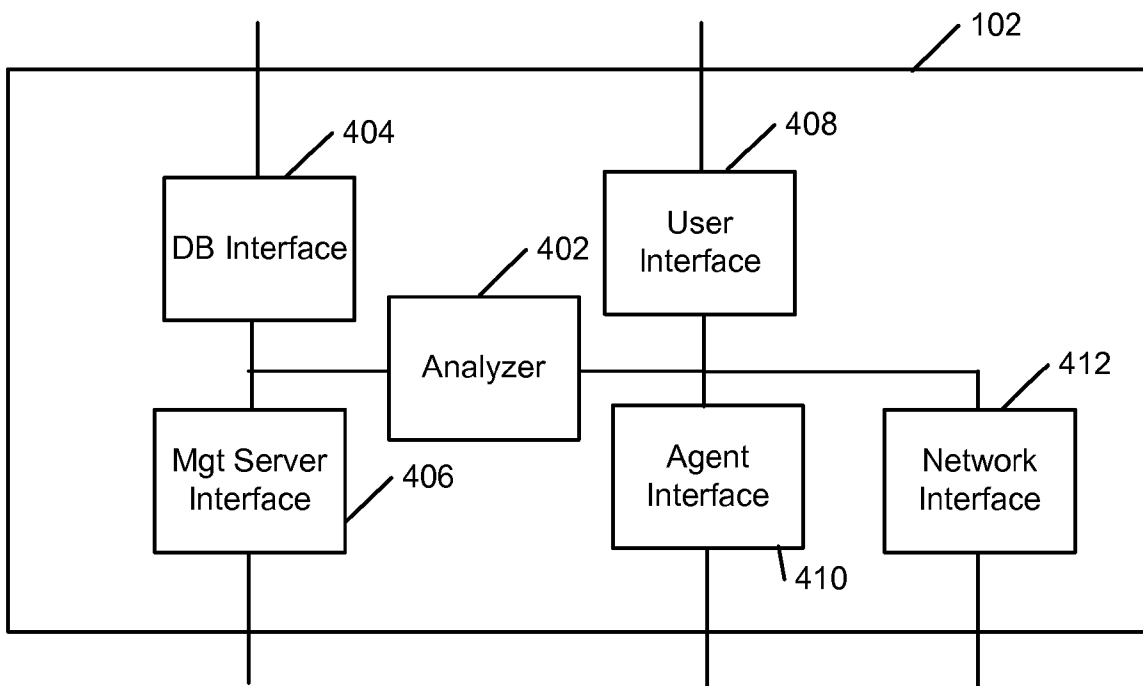 102
404
408
DB Interface
User
Interface
402
Analyzer
412
Mgt Server
Interface
406
Agent
Interface
410
Network
Interface